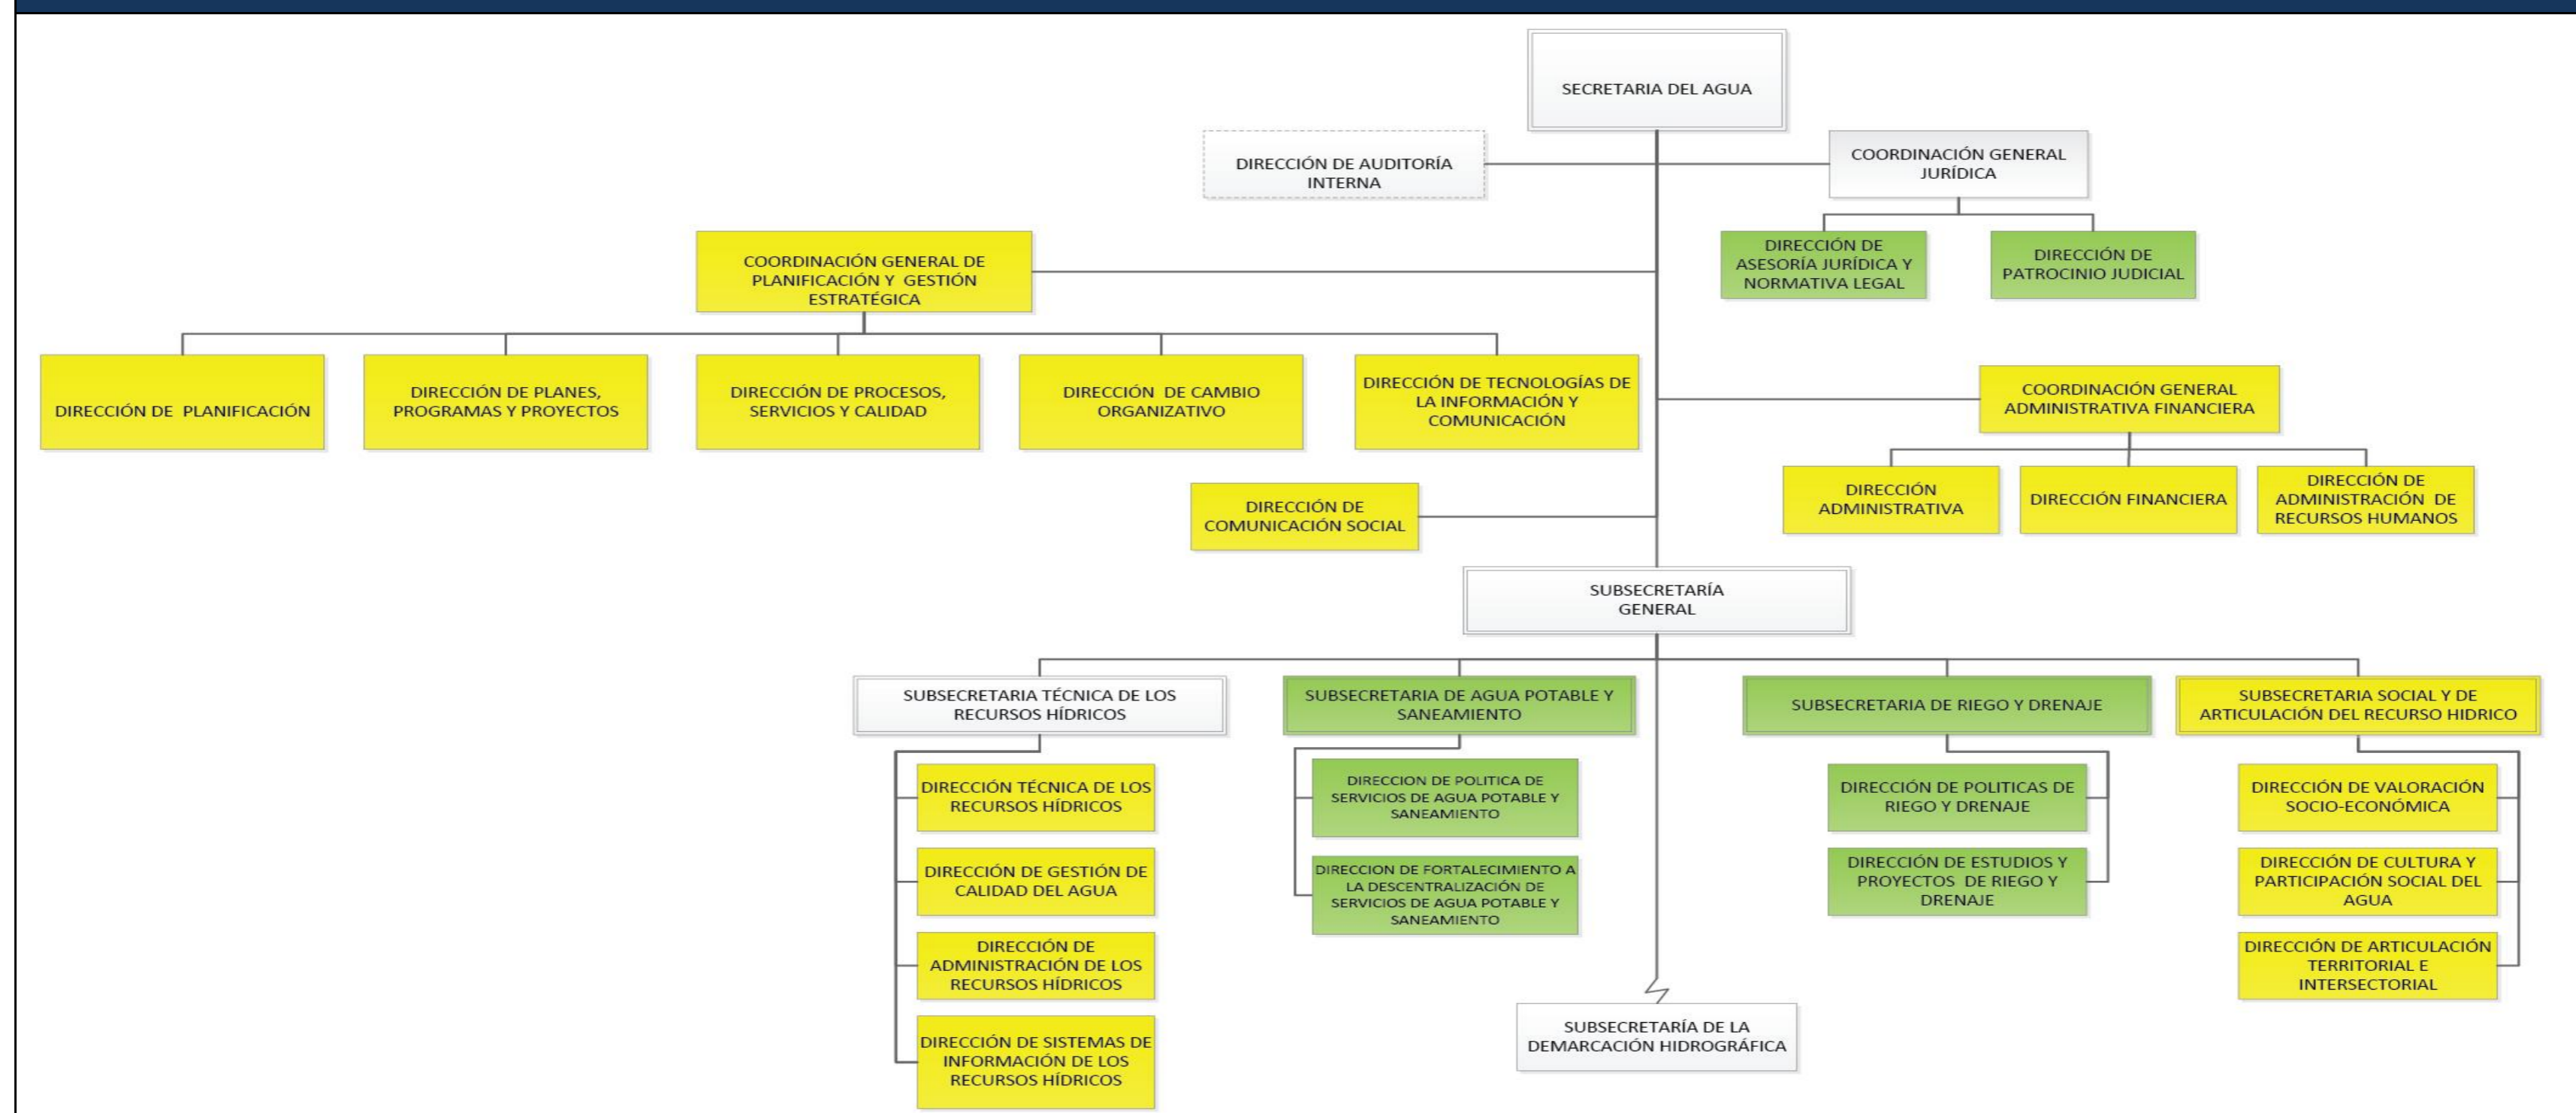 SECRETARIA DEL AGUA
DIRECCIÓN DE AUDITORÍA
INTERNA
COORDINACIÓN GENERAL
JURÍDICA
DIRECCIÓN DE
ASESORÍA JURÍDICA Y
NORMATIVA LEGAL
DIRECCIÓN DE
PATROCINIO JUDICIAL
COORDINACIÓN GENERAL DE
PLANIFICACIÓN Y GESTIÓN
ESTRATÉGICA
DIRECCIÓN DE PLANIFICACIÓN
DIRECCIÓN DE PLANES,
PROGRAMAS Y PROYECTOS
DIRECCIÓN DE PROCESOS,
SERVICIOS Y CALIDAD
DIRECCIÓN DE CAMBIO
ORGANIZATIVO
DIRECCIÓN DE TECNOLOGÍAS DE
LA INFORMACIÓN Y
COMUNICACIÓN
COORDINACIÓN GENERAL
ADMINISTRATIVA FINANCIERA
DIRECCIÓN
ADMINISTRATIVA
DIRECCIÓN FINANCIERA
DIRECCIÓN DE
ADMINISTRACIÓN DE
RECURSOS HUMANOS
DIRECCIÓN DE
COMUNICACIÓN SOCIAL
SUBSECRETARÍA
GENERAL
SUBSECRETARIA TÉCNICA DE LOS
RECURSOS HÍDRICOS
DIRECCIÓN TÉCNICA DE LOS
RECURSOS HÍDRICOS
DIRECCIÓN DE GESTIÓN DE
CALIDAD DEL AGUA
DIRECCIÓN DE
ADMINISTRACIÓN DE LOS
RECURSOS HÍDRICOS
DIRECCIÓN DE SISTEMAS DE
INFORMACIÓN DE LOS
RECURSOS HÍDRICOS
SUBSECRETARIA DE AGUA POTABLE Y
SANEAMIENTO
DIRECCION DE POLITICA DE
SERVICIOS DE AGUA POTABLE Y
SANEAMIENTO
DIRECCION DE FORTALECIMIENTO A
LA DESCENTRALIZACIÓN DE
SERVICIOS DE AGUA POTABLE Y
SANEAMIENTO
SUBSECRETARIA DE RIEGO Y DRENAJE
DIRECCIÓN DE POLITICAS DE
RIEGO Y DRENAJE
DIRECCIÓN DE ESTUDIOS Y
PROYECTOS DE RIEGO Y
DRENAJE
SUBSECRETARIA SOCIAL Y DE
ARTICULACIÓN DEL RECURSO HIDRICO
DIRECCIÓN DE VALORACIÓN
SOCIO-ECONÓMICA
DIRECCIÓN DE CULTURA Y
PARTICIPACIÓN SOCIAL DEL
AGUA
DIRECCIÓN DE ARTICULACIÓN
TERRITORIAL E
INTERSECTORIAL
SUBSECRETARÍA DE LA
DEMARCACIÓN HIDROGRÁFICA